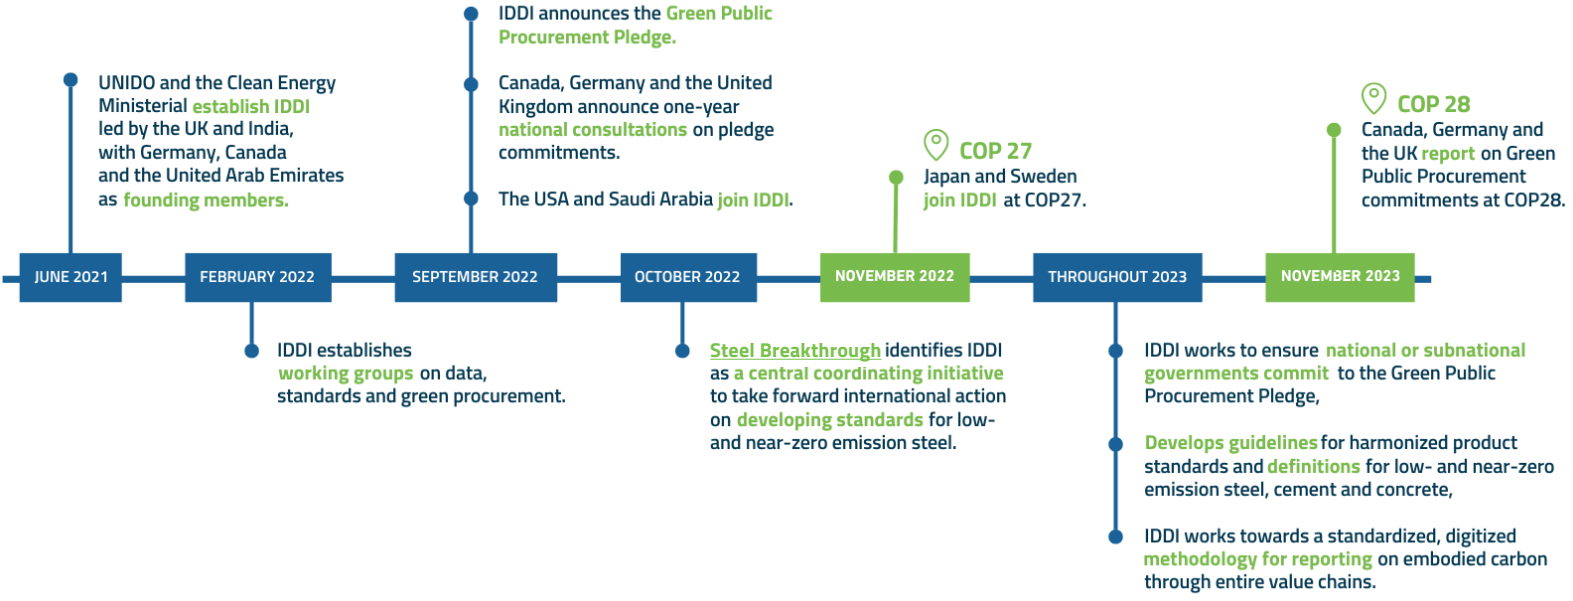 UNIDO and the Clean Energy
Ministerial establish IDDI
led by the UK and India,
with Germany, Canada
and the United Arab Emirates
as founding members.
JUNE 2021
FEBRUARY 2022
IDDI establishes
working groups on data,
standards and green procurement.
IDDI announces the Green Public
Procurement Pledge.
Canada, Germany and the United
Kingdom announce one-year
national consultations on pledge
commitments.
The USA and Saudi Arabia join IDDI.
SEPTEMBER 2022
OCTOBER 2022
Steel Breakthrough identifies IDDI
as a central coordinating initiative
to take forward international action
on developing standards for low-
and near-zero emission steel.
COP 27
Japan and Sweden
join IDDI at COP27.
NOVEMBER 2022
THROUGHOUT 2023
IDDI works to ensure national or subnational
governments commit to the Green Public
Procurement Pledge,
Develops guidelines for harmonized product
standards and definitions for low- and near-zero
emission steel, cement and concrete,
IDDI works towards a standardized, digitized
methodology for reporting on embodied carbon
through entire value chains.
COP 28
Canada, Germany and
the UK report on Green
Public Procurement
commitments at COP28.
NOVEMBER 2023